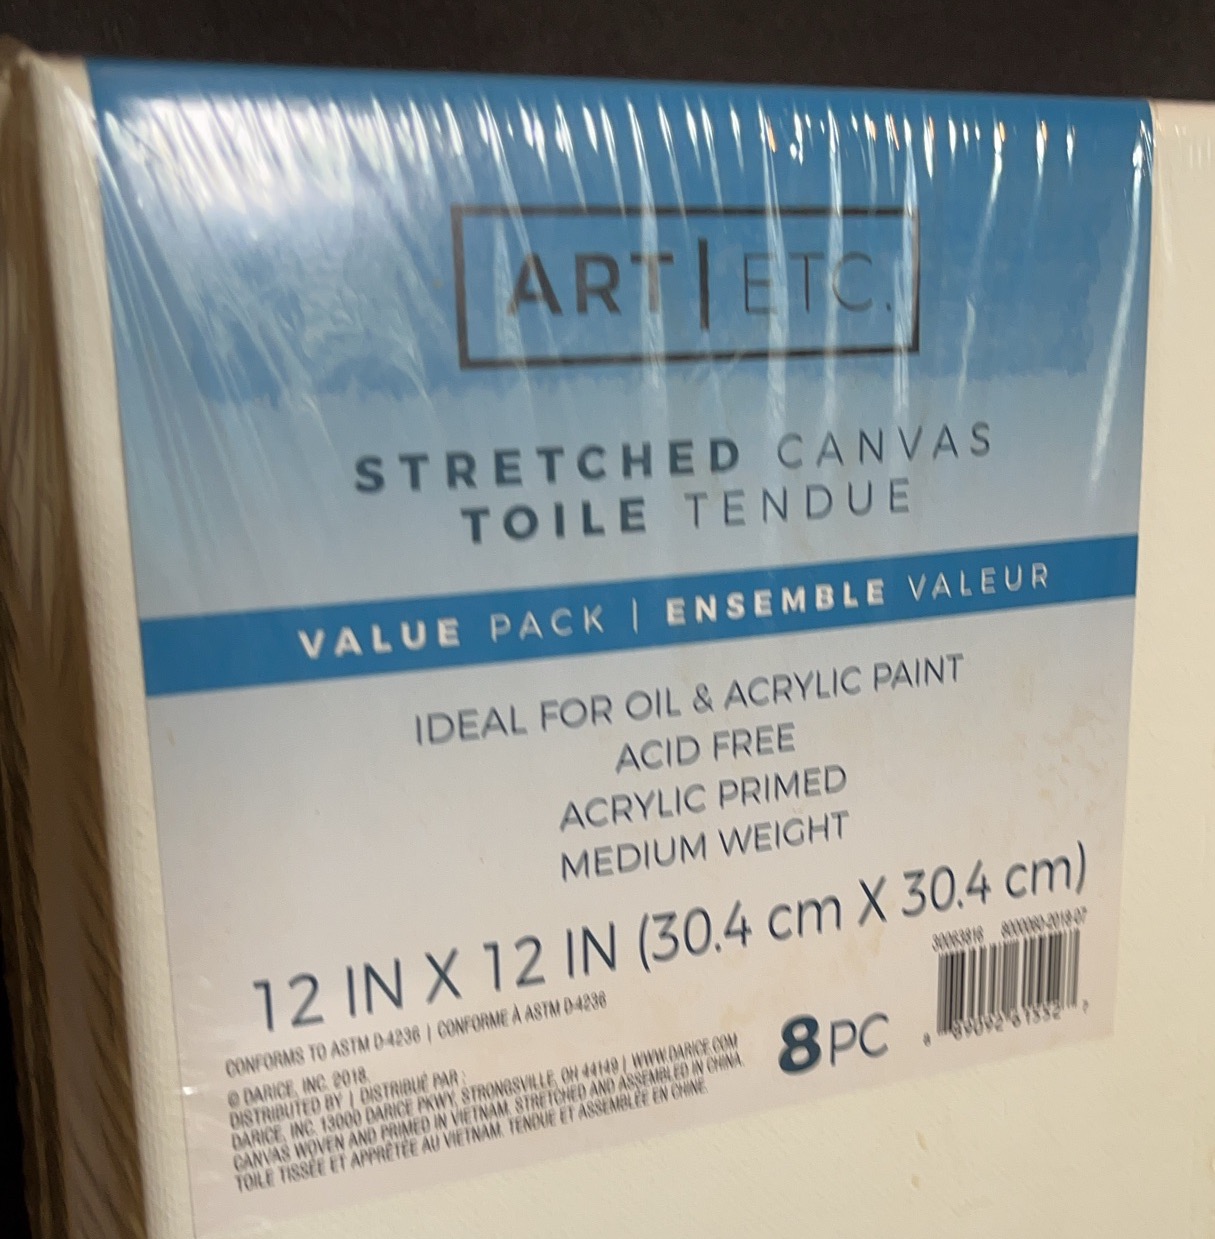 ART | ETC.
STRETCHED CANVAS
TOILE TENDUE
VALUE PACK | ENSEMBLE VALEUR
IDEAL FOR OIL & ACRYLIC PAINT
ACID FREE
ACRYLIC PRIMED
MEDIUM WEIGHT
12 IN X 12 IN (30.4 cm X 30.4 cm)
CONFORMS TO ASTM D-4236 | CONFORME À ASTM D-4236
8PC
30063816 8000060-2018-07
© DARICE, INC. 2018.
DISTRIBUTED BY | DISTRIBUÉ PAR :
DARICE, INC. 13000 DARICE PKWY, STRONGSVILLE, OH 44149 | WWW.DARICE.COM
CANVAS WOVEN AND PRIMED IN VIETNAM. STRETCHED AND ASSEMBLED IN CHINA.
TOILE TISSÉE ET APPRÊTÉE AU VIETNAM. TENDUE ET ASSEMBLÉE EN CHINE.